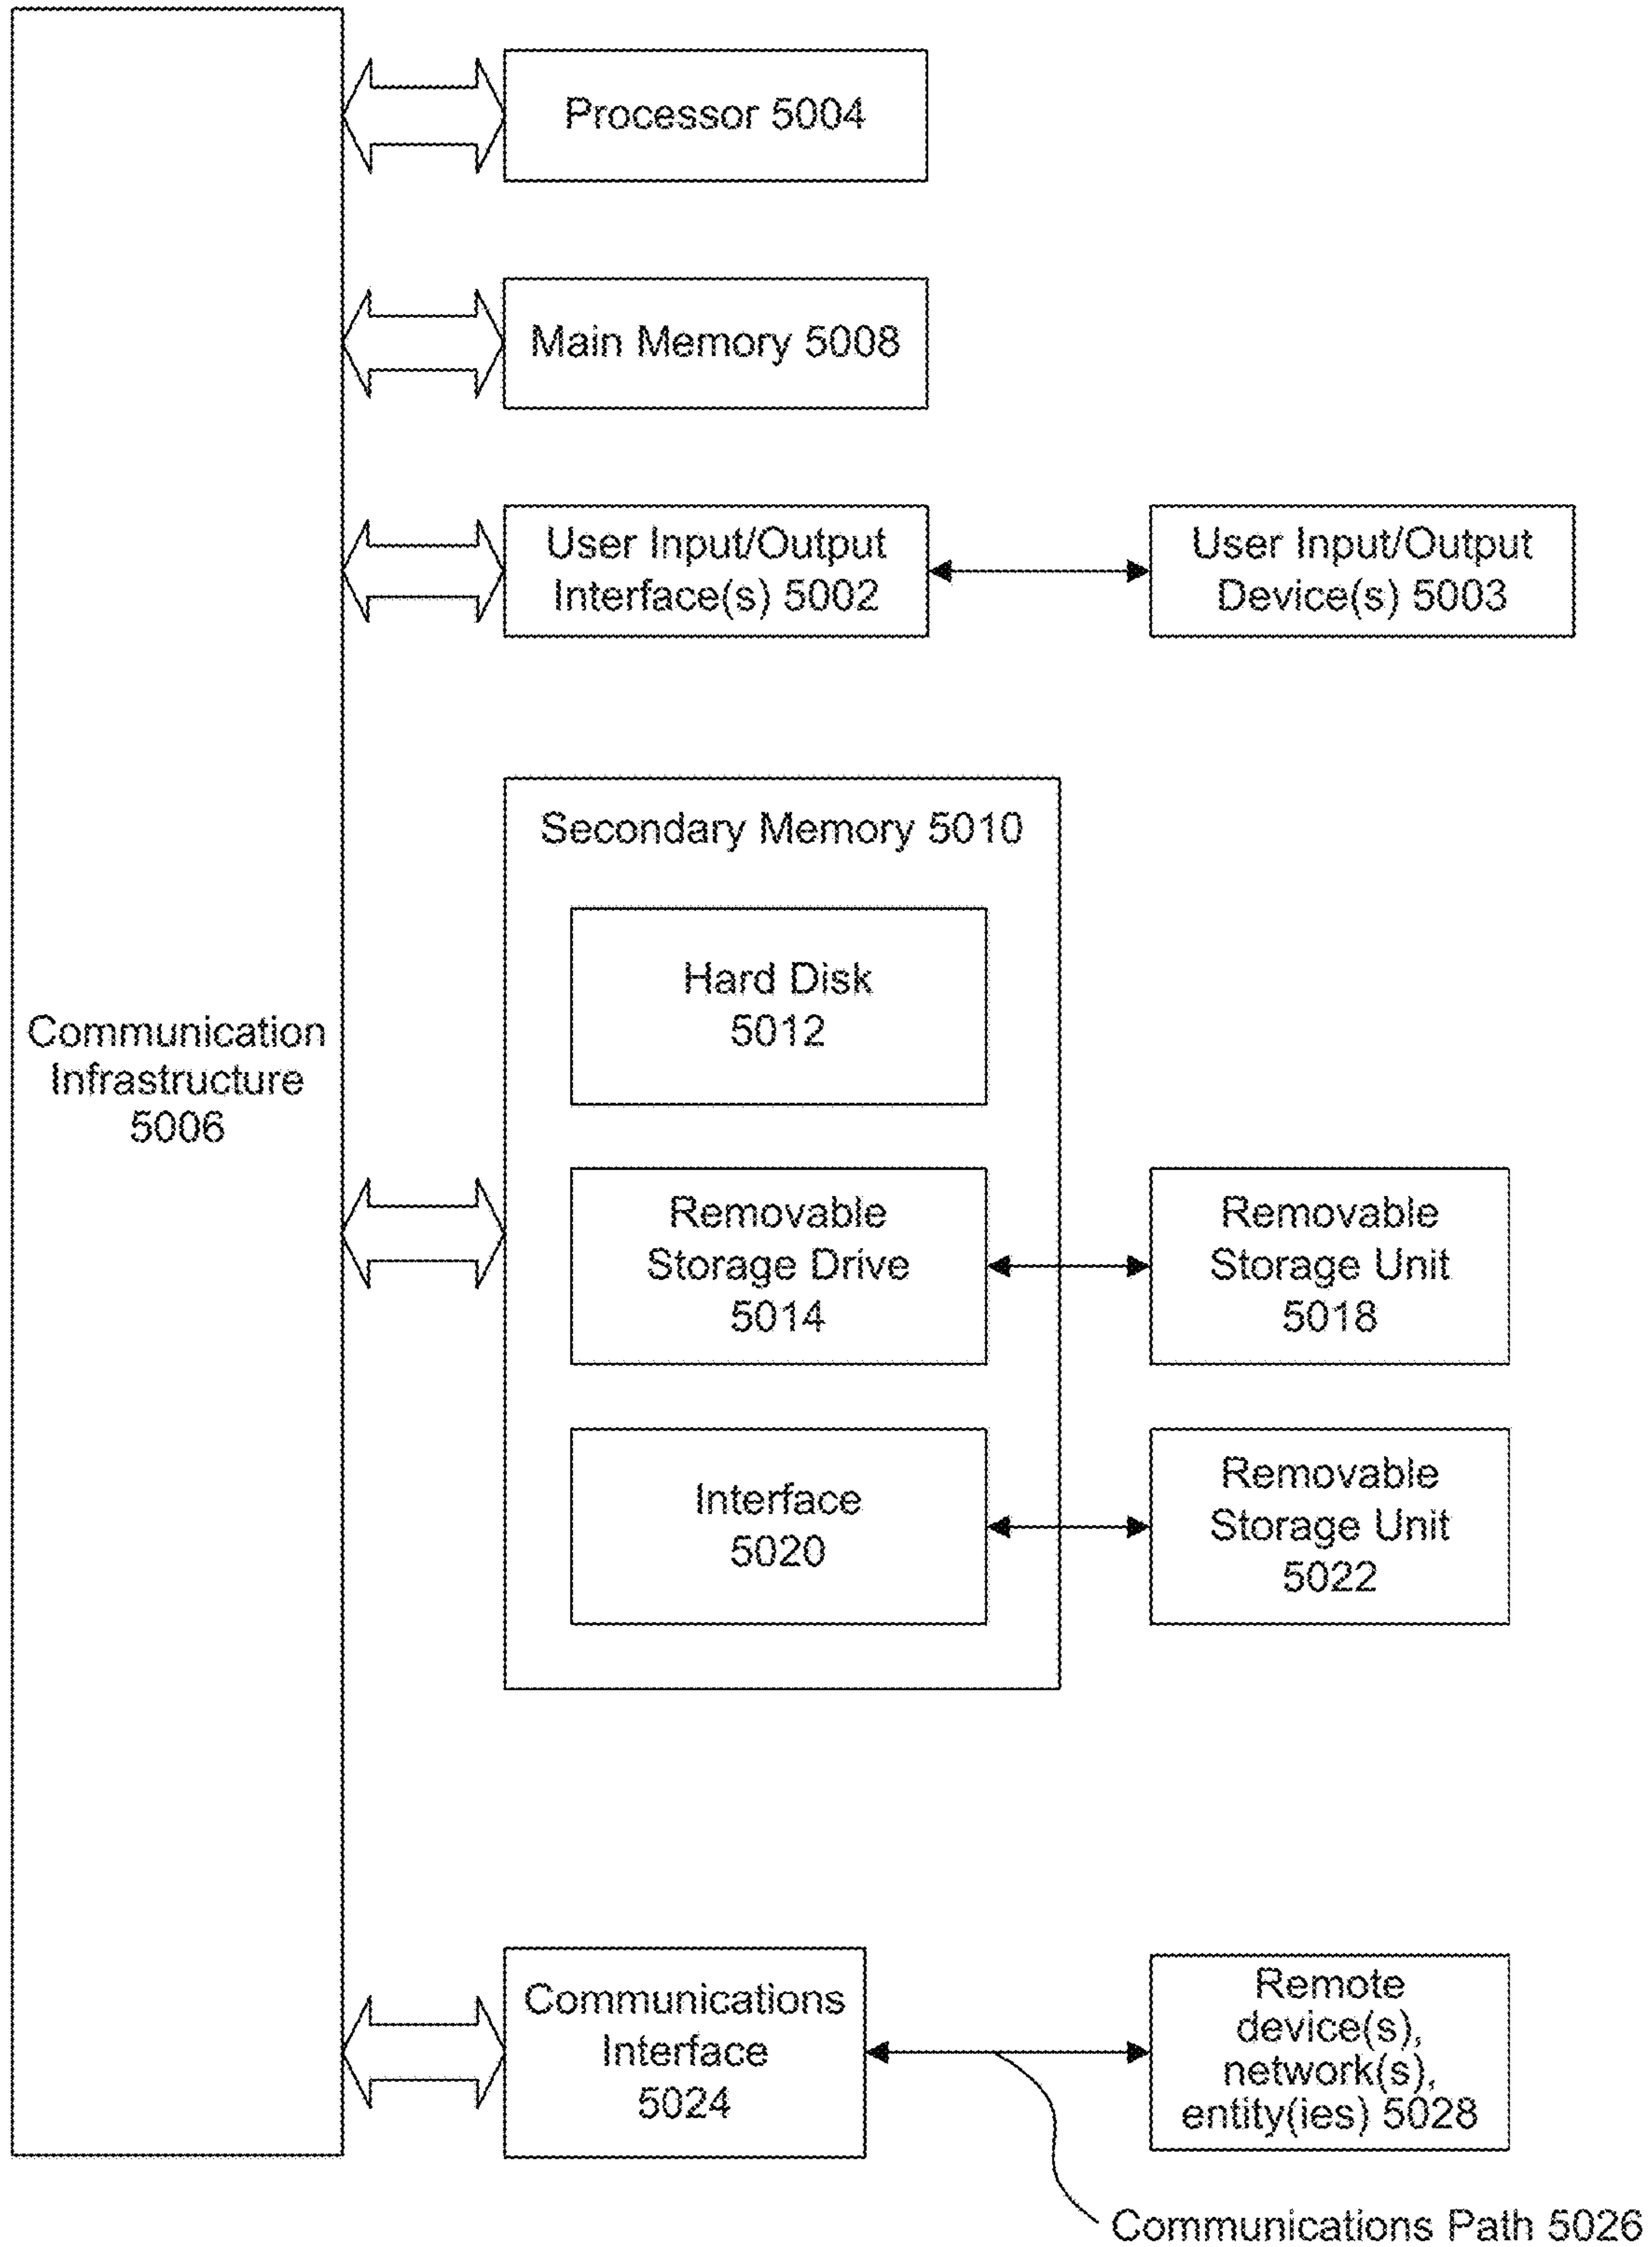 Processor 5004
Main Memory 5008
User Input/Output
Interface(s) 5002
User Input/Output
Device(s) 5003
Secondary Memory 5010
Hard Disk
5012
Communication
Infrastructure
5006
Removable
Storage Drive
5014
Removable
Storage Unit
5018
Interface
5020
Removable
Storage Unit
5022
Communications
Interface
5024
Remote
device(s),
network(s),
entity(ies) 5028
Communications Path 5026